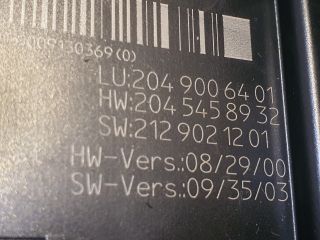 009130369(0)
LU:204 900 64 01
HW:204 545 89 32
SW:212 902 12 01
HW-Vers.:08/29/00
SW-Vers.:09/35/03